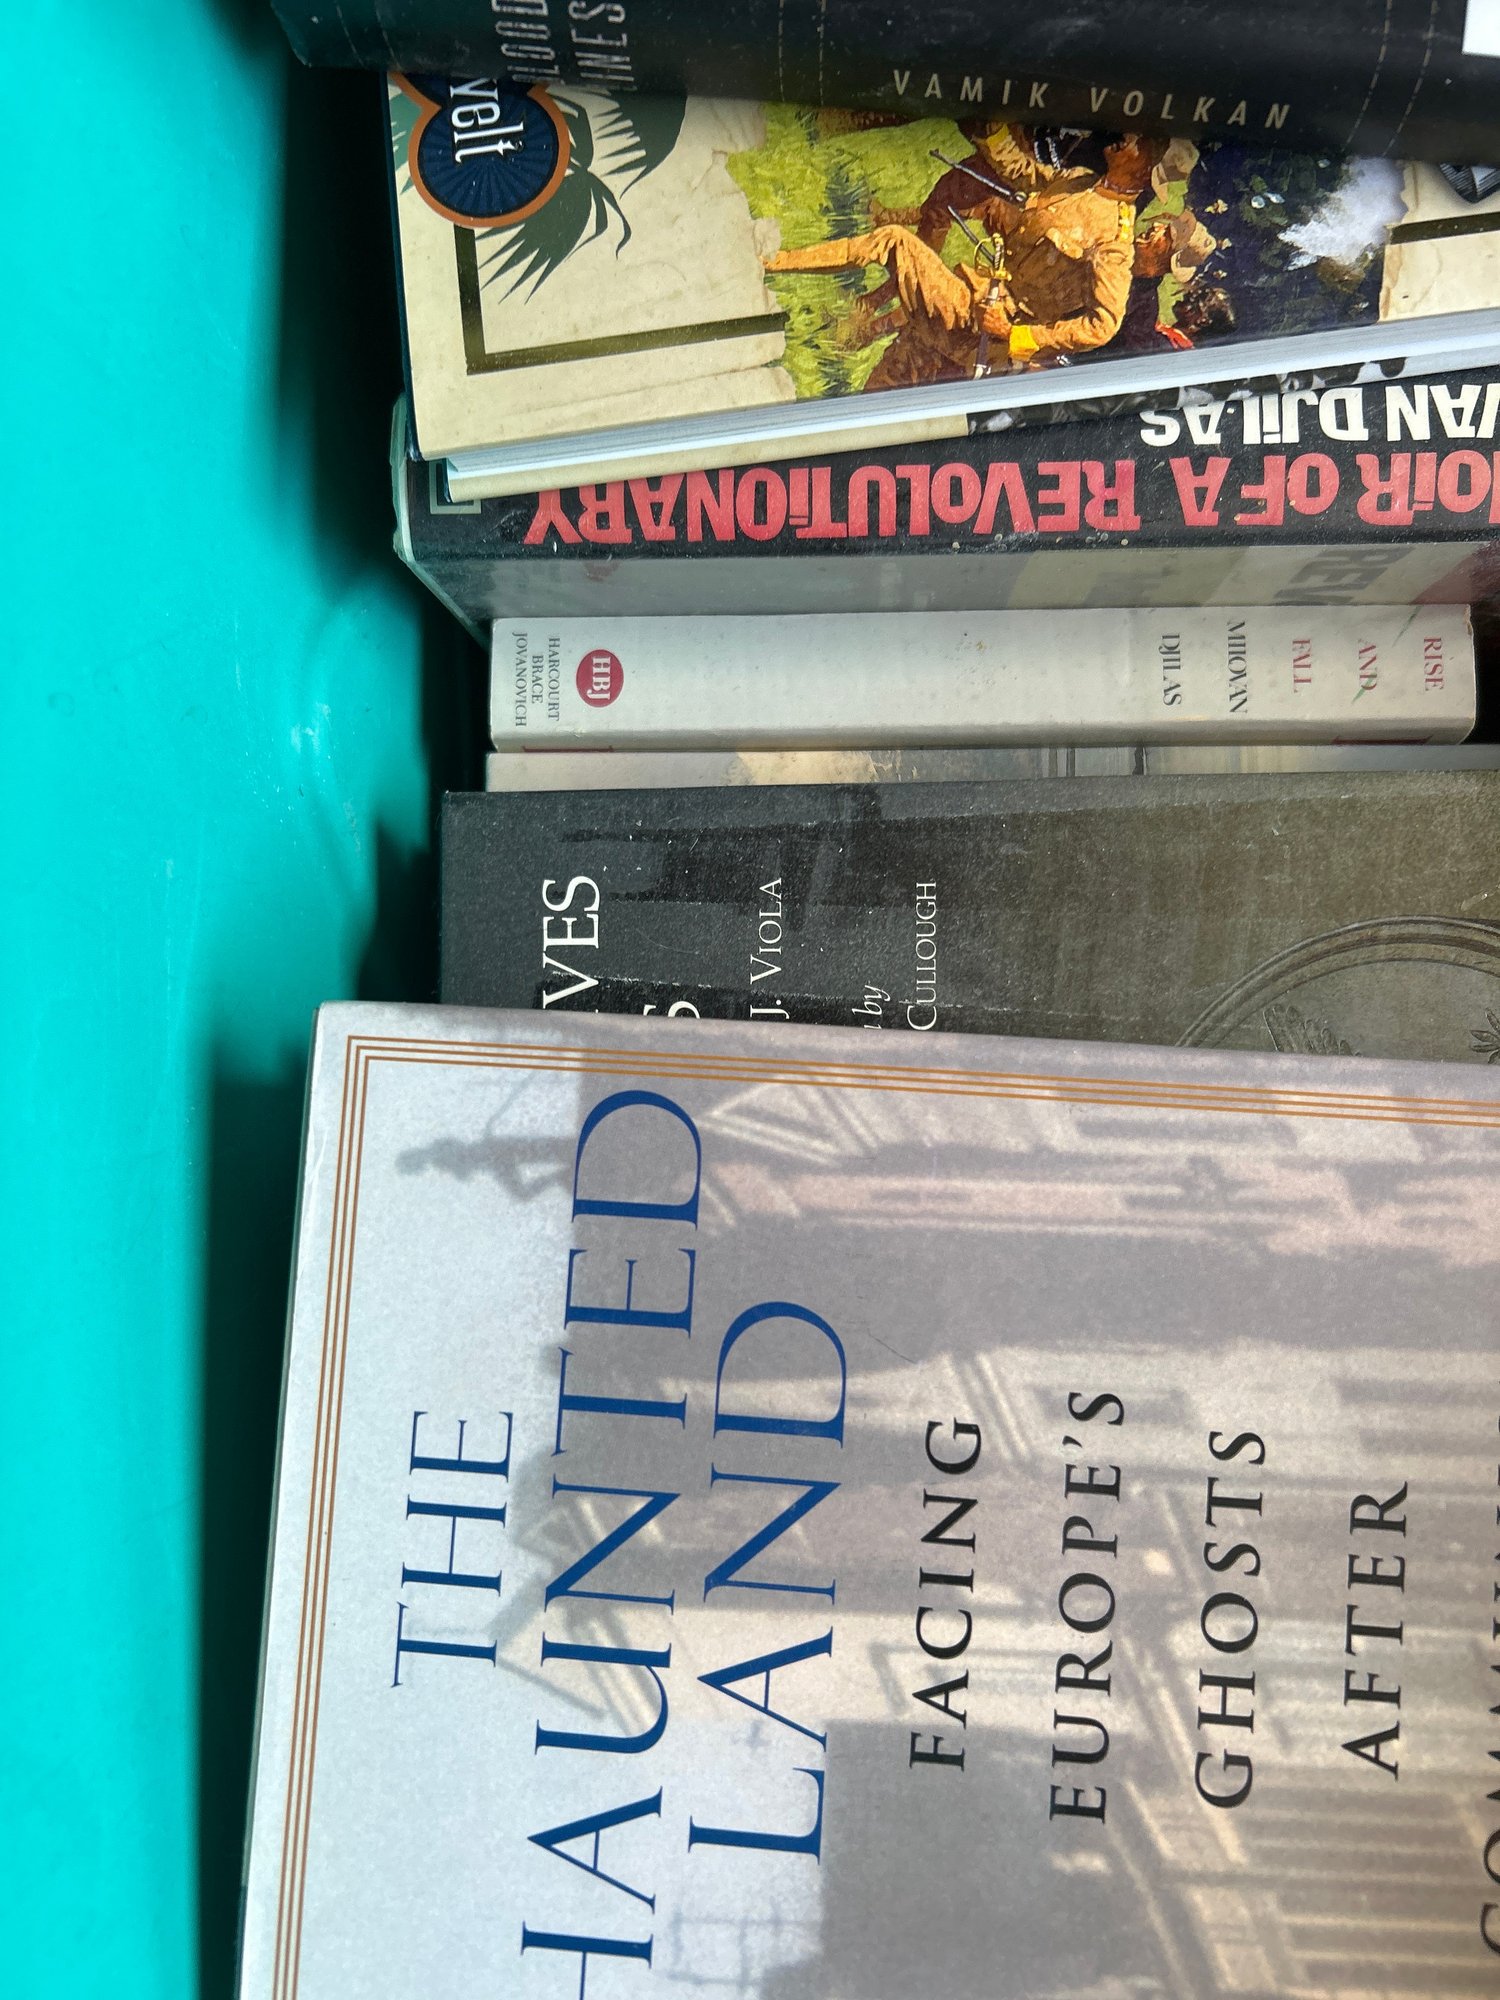 VAMIK VOLKAN
velt
VAN DJILAS
OIR OF A REVOLUTIONARY
RISE
AND
FALL
MILOVAN
DJILAS
HBJ
HARCOURT
BRACE
JOVANOVICH
VES
S
J. VIOLA
by
CULLOUGH
THE
HAUNTED
LAND
FACING
EUROPE'S
GHOSTS
AFTER